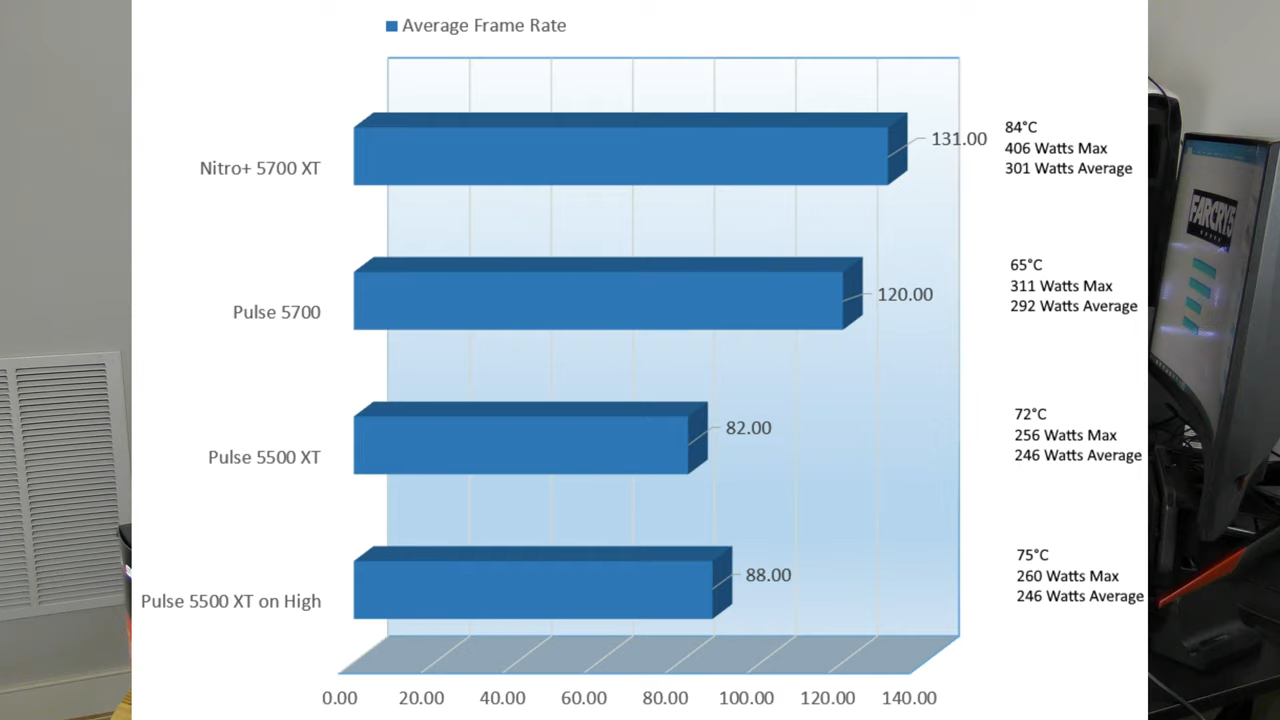 Average Frame Rate
Nitro+ 5700 XT
131.00
84°C
406 Watts Max
301 Watts Average
Pulse 5700
120.00
65°C
311 Watts Max
292 Watts Average
Pulse 5500 XT
82.00
72°C
256 Watts Max
246 Watts Average
Pulse 5500 XT on High
88.00
75°C
260 Watts Max
246 Watts Average
0.00 20.00 40.00 60.00 80.00 100.00 120.00 140.00
FARCRY5